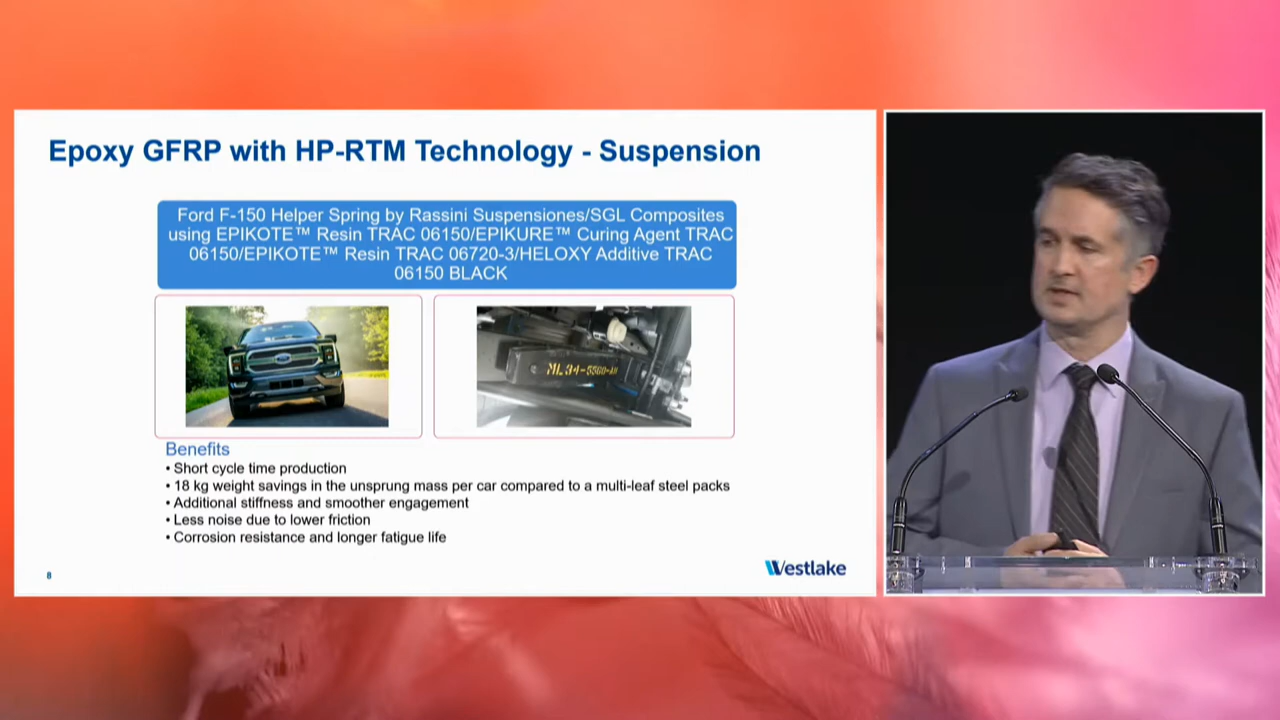 Epoxy GFRP with HP-RTM Technology - Suspension
Ford F-150 Helper Spring by Rassini Suspensiones/SGL Composites
using EPIKOTE™ Resin TRAC 06150/EPIKURE™ Curing Agent TRAC
06150/EPIKOTE™ Resin TRAC 06720-3/HELOXY Additive TRAC
06150 BLACK
Benefits
• Short cycle time production
• 18 kg weight savings in the unsprung mass per car compared to a multi-leaf steel packs
• Additional stiffness and smoother engagement
• Less noise due to lower friction
• Corrosion resistance and longer fatigue life
8
Westlake